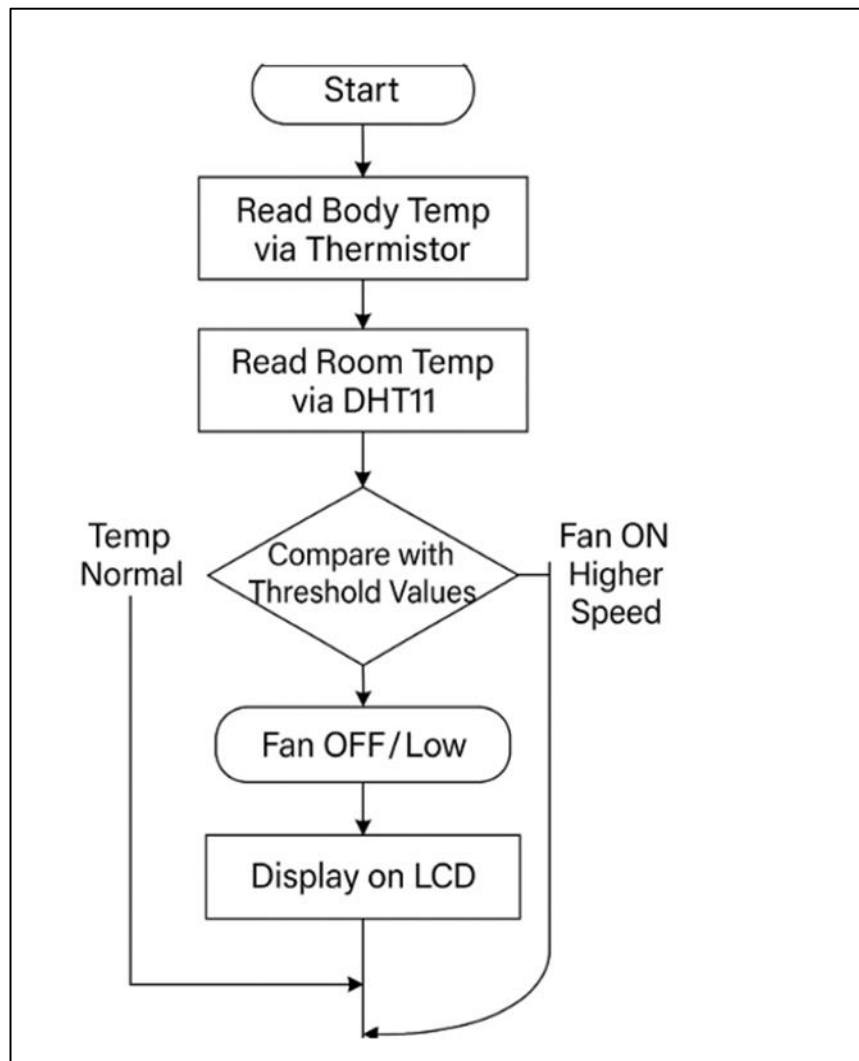 Start
Read Body Temp
via Thermistor
Read Room Temp
via DHT11
Temp
Normal
Compare with
Threshold Values
Fan ON
Higher
Speed
Fan OFF/Low
Display on LCD